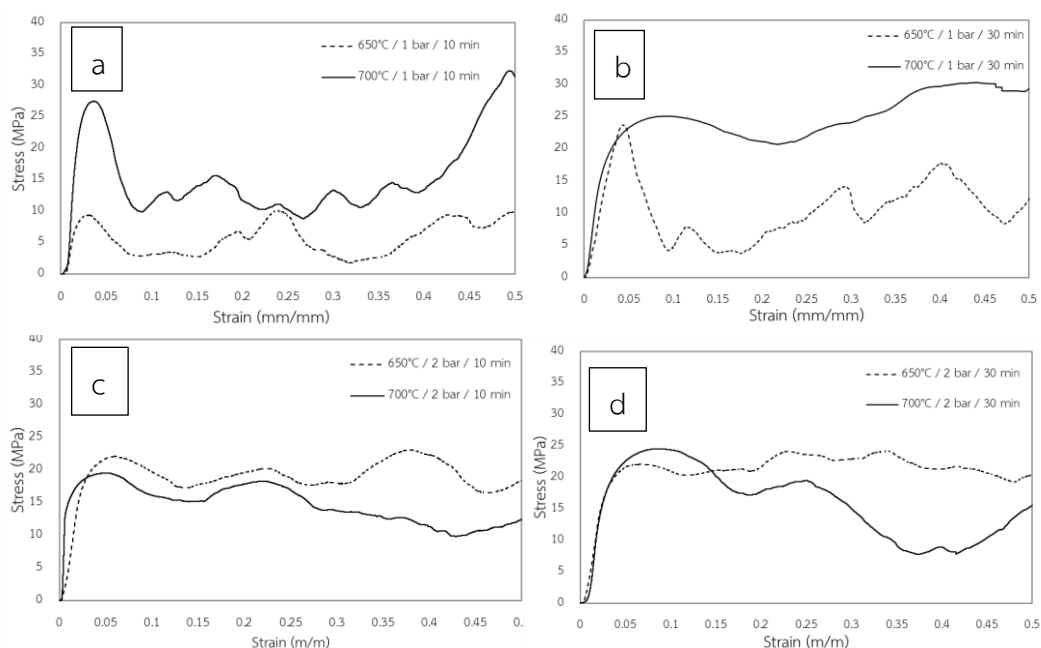 a
650°C / 1 bar / 10 min
700°C / 1 bar / 10 min
Stress (MPa)
40
35
30
25
20
15
10
5
0
0 0.05 0.1 0.15 0.2 0.25 0.3 0.35 0.4 0.45 0.5
Strain (mm/mm)
b
650°C / 1 bar / 30 min
700°C / 1 bar / 30 min
Stress (MPa)
40
35
30
25
20
15
10
5
0
0 0.05 0.1 0.15 0.2 0.25 0.3 0.35 0.4 0.45 0.5
Strain (mm/mm)
c
650°C / 2 bar / 10 min
700°C / 2 bar / 10 min
Stress (MPa)
40
35
30
25
20
15
10
5
0
0 0.05 0.1 0.15 0.2 0.25 0.3 0.35 0.4 0.45 0.
Strain (m/m)
d
650°C / 2 bar / 30 min
700°C / 2 bar / 30 min
Stress (MPa)
40
35
30
25
20
15
10
5
0
0 0.05 0.1 0.15 0.2 0.25 0.3 0.35 0.4 0.45 0.5
Strain (m/m)